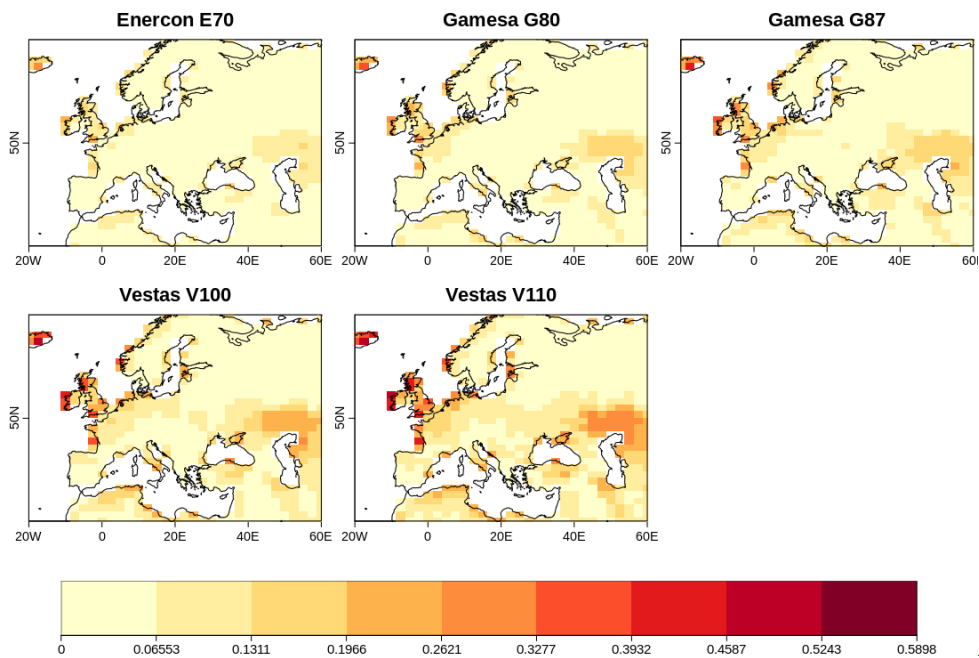 Enercon E70 Gamesa G80 Gamesa G87
50N 50N 50N
20W 0 20E 60E 20W 0 20E 40E 60E 20W 0 20E 40E 60E
Vestas V100 Vestas V110
50N 50N
20W 0 20E 40E 60E 20W 0 20E 40E 60E
0 0.06553 0.1311 0.1966 0.2621 0.3277 0.3932 0.4587 0.5243 0.5898